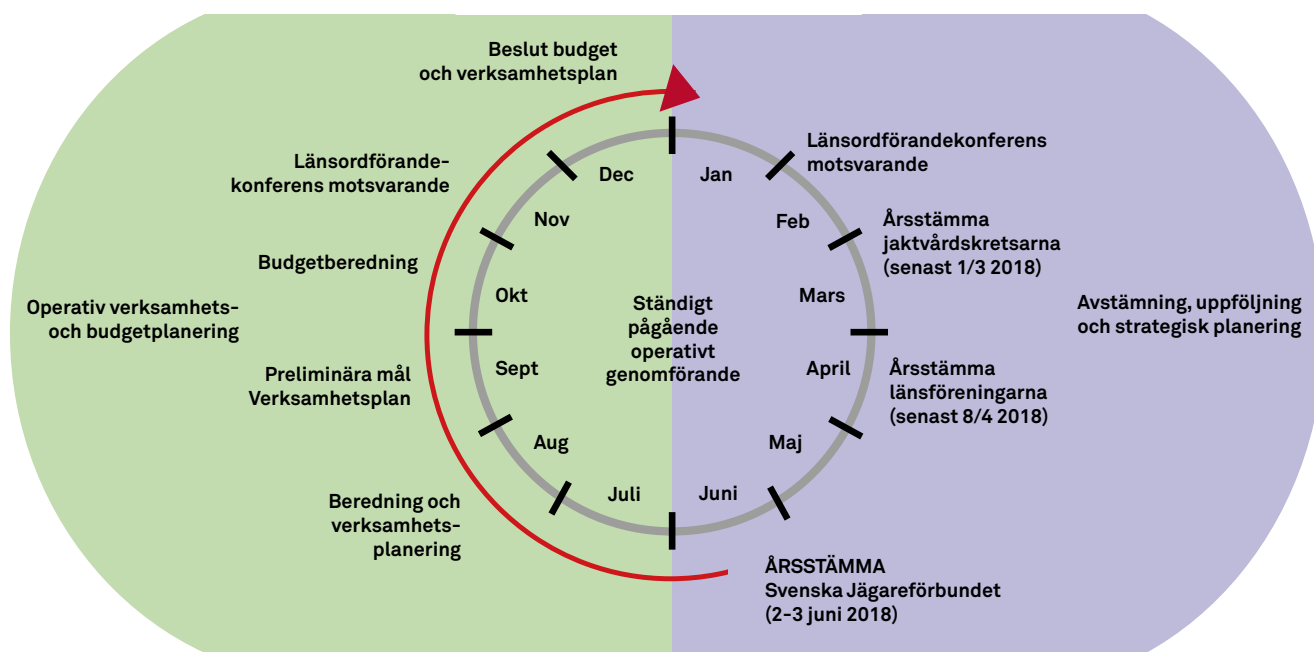 Beslut budget
och verksamhetsplan
Länsordförande-
konferens motsvarande
Budgetberedning
Operativ verksamhets-
och budgetplanering
Preliminära mål
Verksamhetsplan
Beredning och
verksamhets-
planering
Dec
Nov
Okt
Sept
Aug
Juli
Ständigt
pågående
operativt
genomförande
Jan
Feb
Mars
April
Maj
Juni
Länsordförandekonferens
motsvarande
Årsstämma
jaktvårdskretsarna
(senast 1/3 2018)
Avstämning, uppföljning
och strategisk planering
Årsstämma
länsföreningarna
(senast 8/4 2018)
ÅRSSTÄMMA
Svenska Jägareförbundet
(2-3 juni 2018)